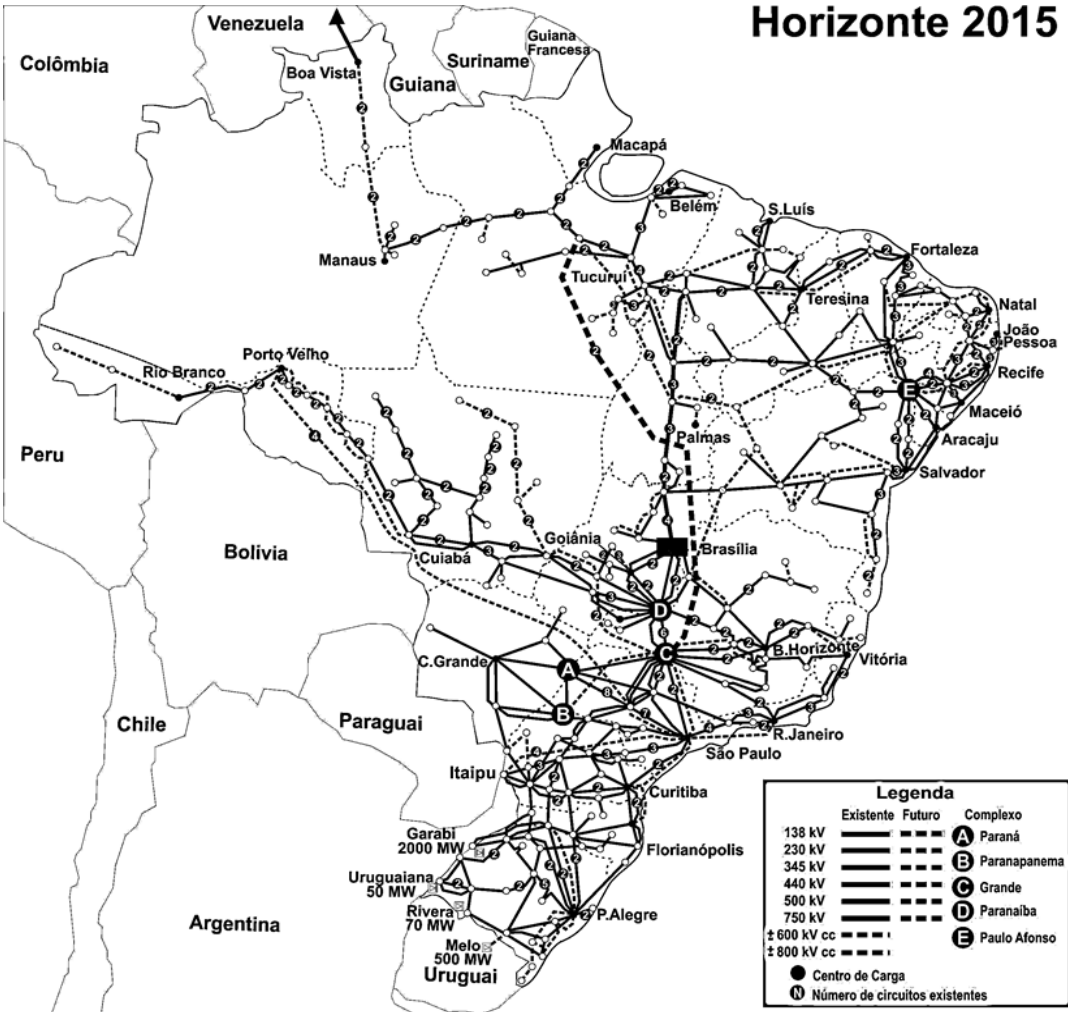 Horizonte 2015
Venezuela
Colômbia
Boa Vista
Guiana
Suriname
Guiana
Francesa
Macapá
Belém
S.Luís
Fortaleza
Manaus
Tucuruí
Teresina
Natal
João
Pessoa
Recife
Maceió
Aracaju
Salvador
Porto Velho
Rio Branco
Peru
Palmas
Bolívia
Cuiabá
Goiânia
Brasília
D
C
A
B
E
B.Horizonte
Vitória
C.Grande
Chile
Paraguai
R.Janeiro
São Paulo
Itaipu
Curitiba
Garabi
2000 MW
Florianópolis
Uruguaiana
50 MW
Rivera
70 MW
P.Alegre
Melo
500 MW
Argentina
Uruguai
Legenda
Existente Futuro Complexo
138 kV
230 kV
345 kV
440 kV
500 kV
750 kV
±600 kV cc
±800 kV cc
A Paraná
B Paranapanema
C Grande
D Paranaíba
E Paulo Afonso
Centro de Carga
N Número de circuitos existentes